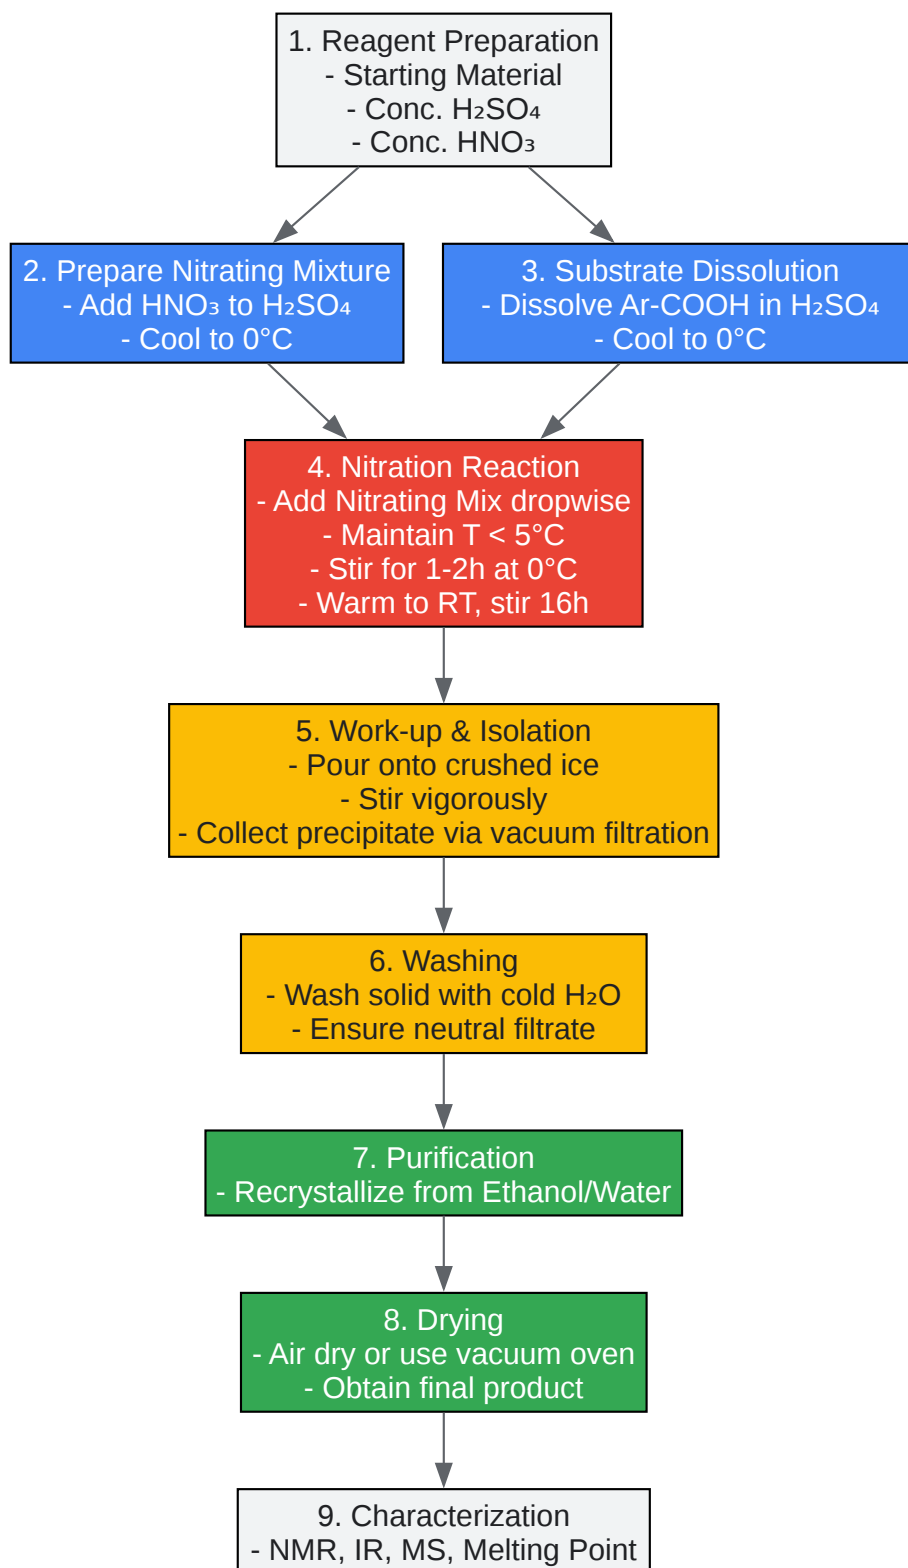 1. Reagent Preparation
- Starting Material
- Conc. H₂SO₄
- Conc. HNO₃
2. Prepare Nitrating Mixture
- Add HNO₃ to H₂SO₄
- Cool to 0°C
3. Substrate Dissolution
- Dissolve Ar-COOH in H₂SO₄
- Cool to 0°C
4. Nitration Reaction
- Add Nitrating Mix dropwise
- Maintain T < 5°C
- Stir for 1-2h at 0°C
- Warm to RT, stir 16h
5. Work-up & Isolation
- Pour onto crushed ice
- Stir vigorously
- Collect precipitate via vacuum filtration
6. Washing
- Wash solid with cold H₂O
- Ensure neutral filtrate
7. Purification
- Recrystallize from Ethanol/Water
8. Drying
- Air dry or use vacuum oven
- Obtain final product
9. Characterization
- NMR, IR, MS, Melting Point